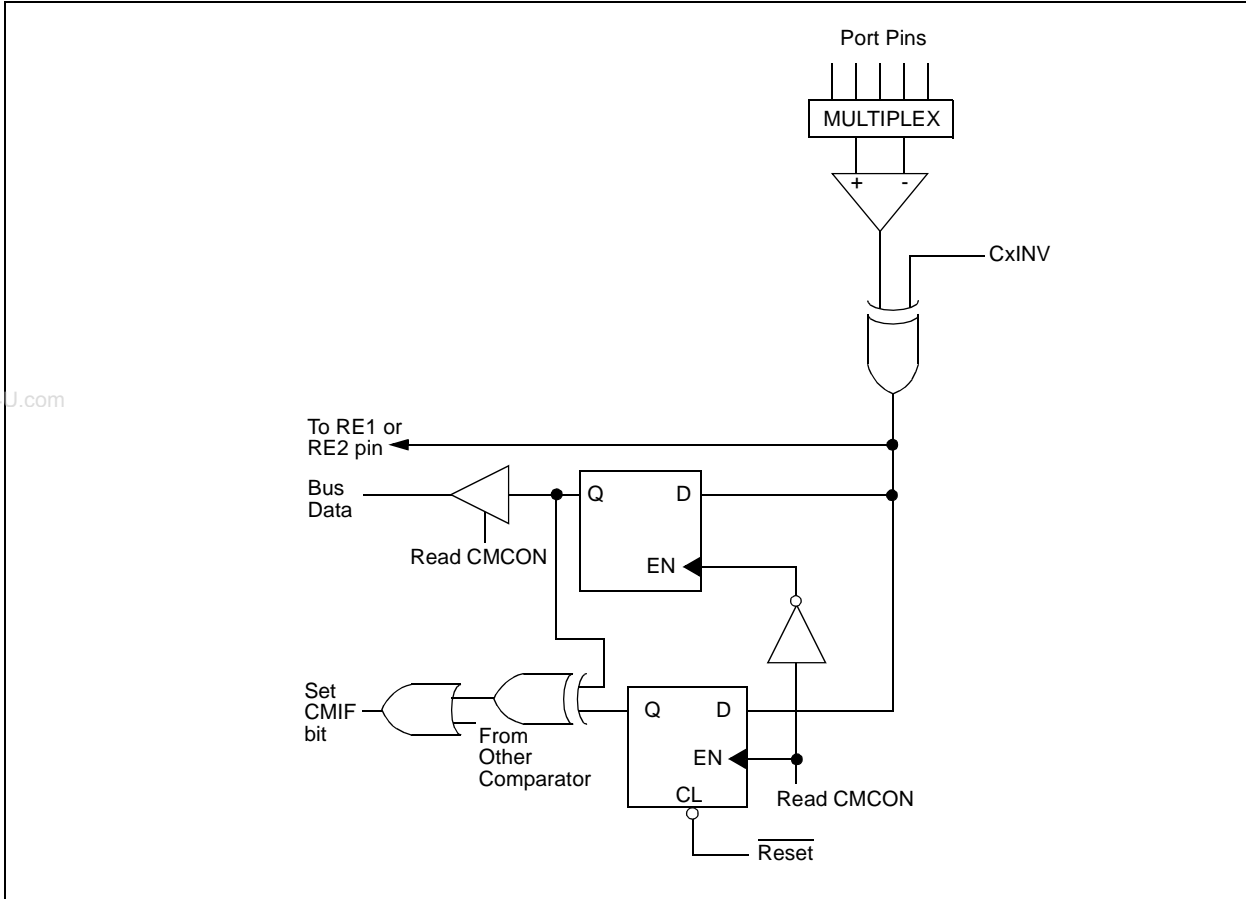 Port Pins
MULTIPLEX
+ -
CxINV
U.com
To RE1 or
RE2 pin
Bus
Data
Q D
EN
Read CMCON
Set
CMIF
bit
From
Other
Comparator
Q D
EN
CL
Read CMCON
Reset